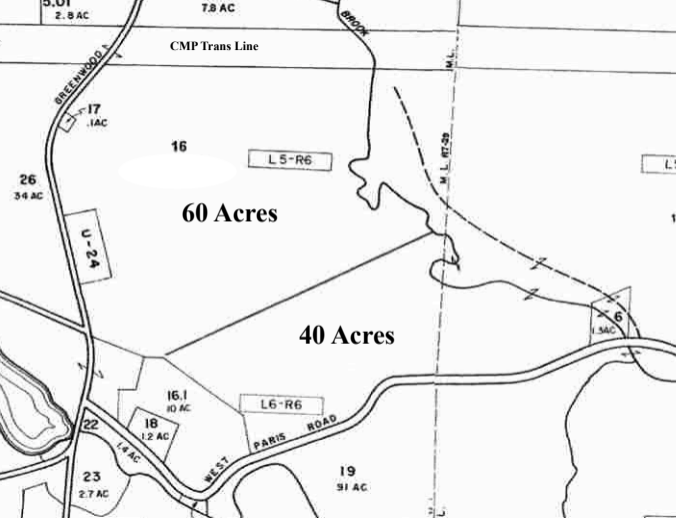 5.01
2.8 AC
7.8 AC
BROOK
CMP Trans Line
M.L.
GREENWOOD
17
.1AC
16
L5-R6
M.L. R7-29
26
34 AC
60 Acres
U-24
40 Acres
6
1.3AC
16.1
10 AC
L6-R6
18
1.2 AC
22
1.4 AC
WEST PARIS ROAD
23
2.7 AC
19
91 AC